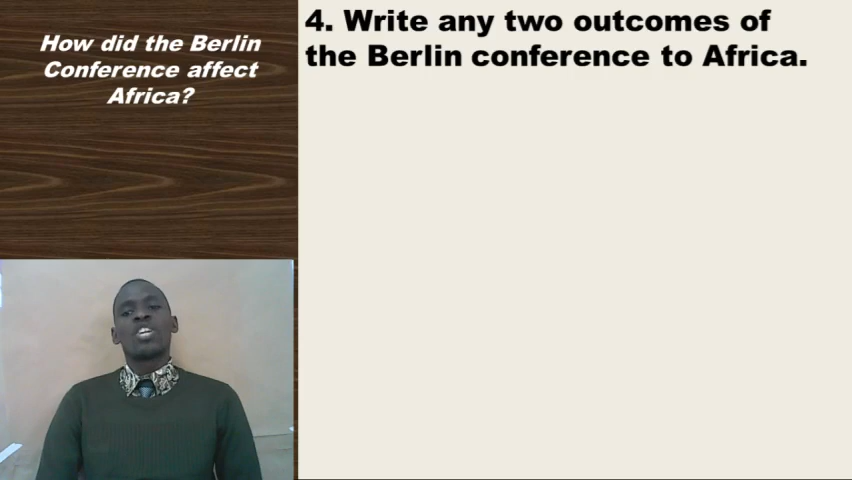 How did the Berlin
Conference affect
Africa?
4. Write any two outcomes of
the Berlin conference to Africa.